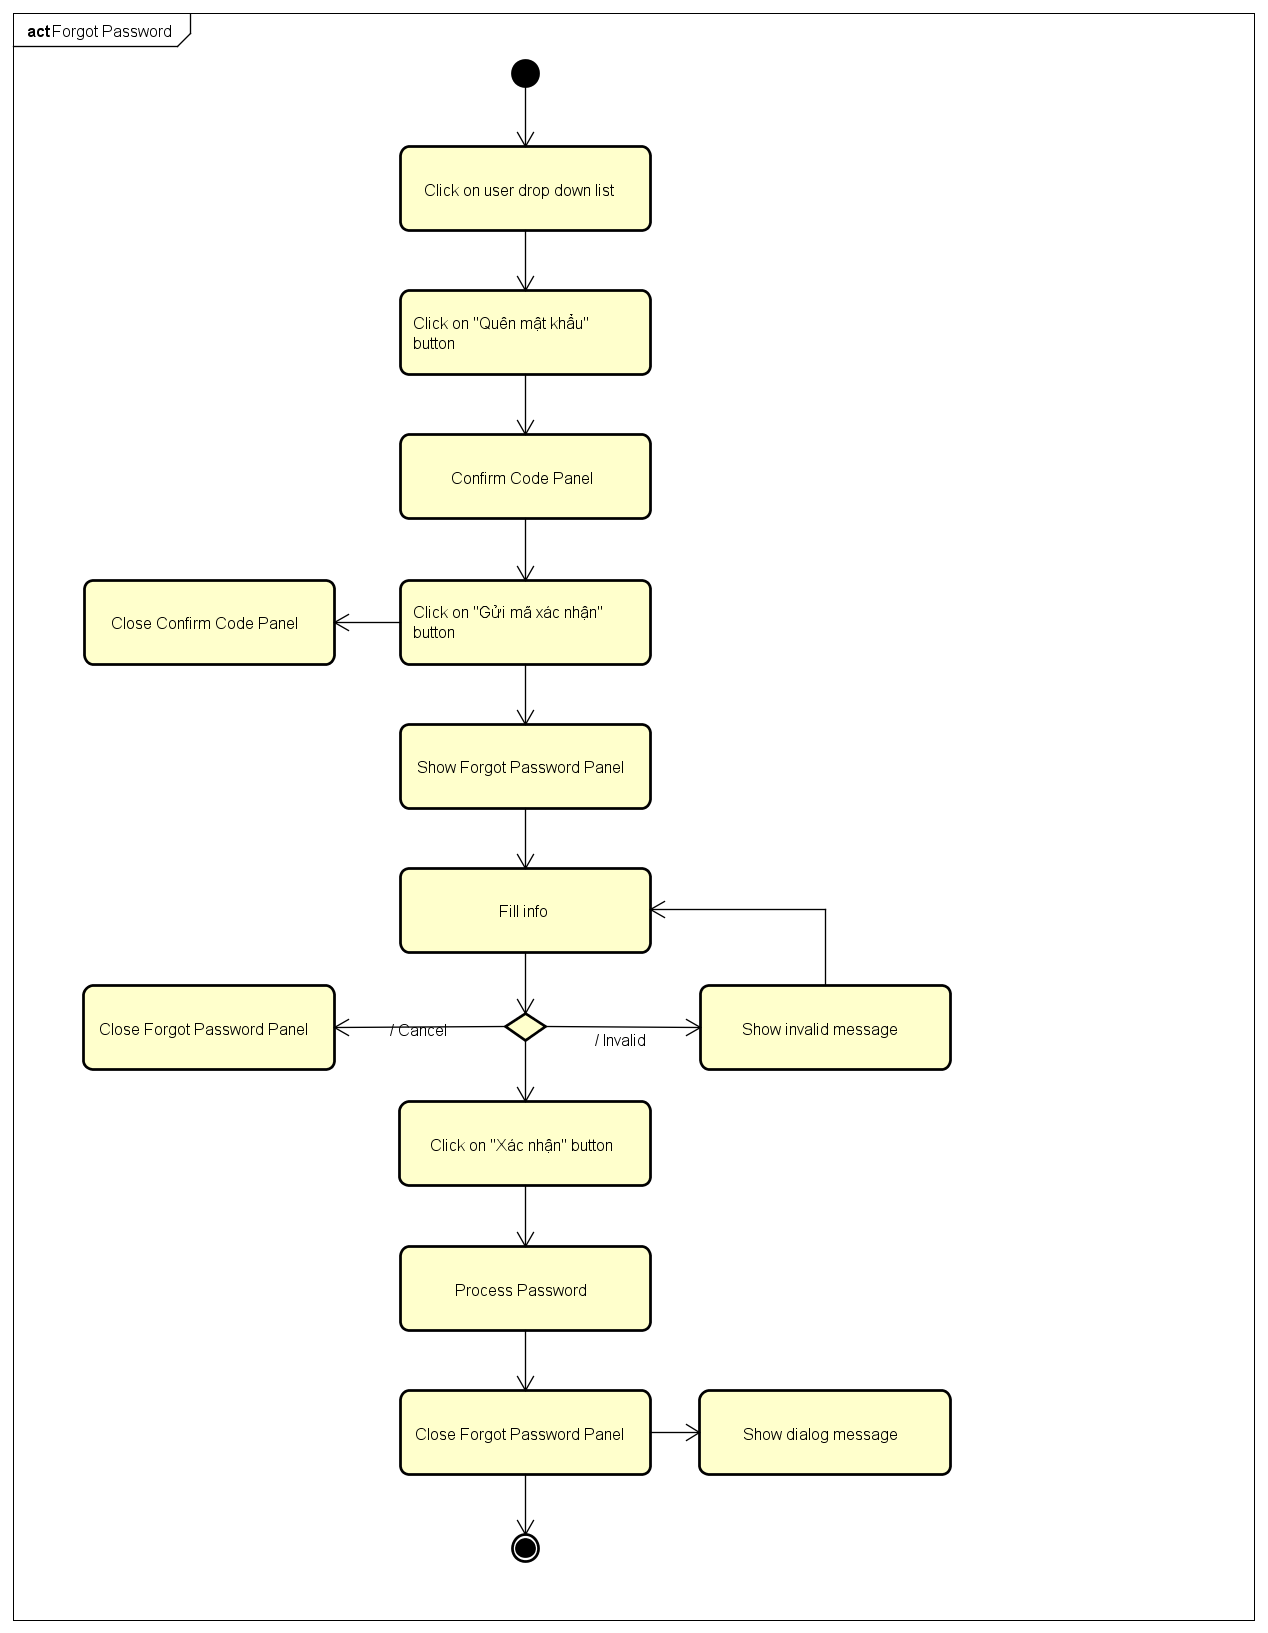 act Forgot Password
Click on user drop down list
Click on "Quên mật khẩu"
button
Confirm Code Panel
Close Confirm Code Panel
Click on "Gửi mã xác nhận"
button
Show Forgot Password Panel
Fill info
Close Forgot Password Panel
/ Cancel
/ Invalid
Show invalid message
Click on "Xác nhận" button
Process Password
Close Forgot Password Panel
Show dialog message